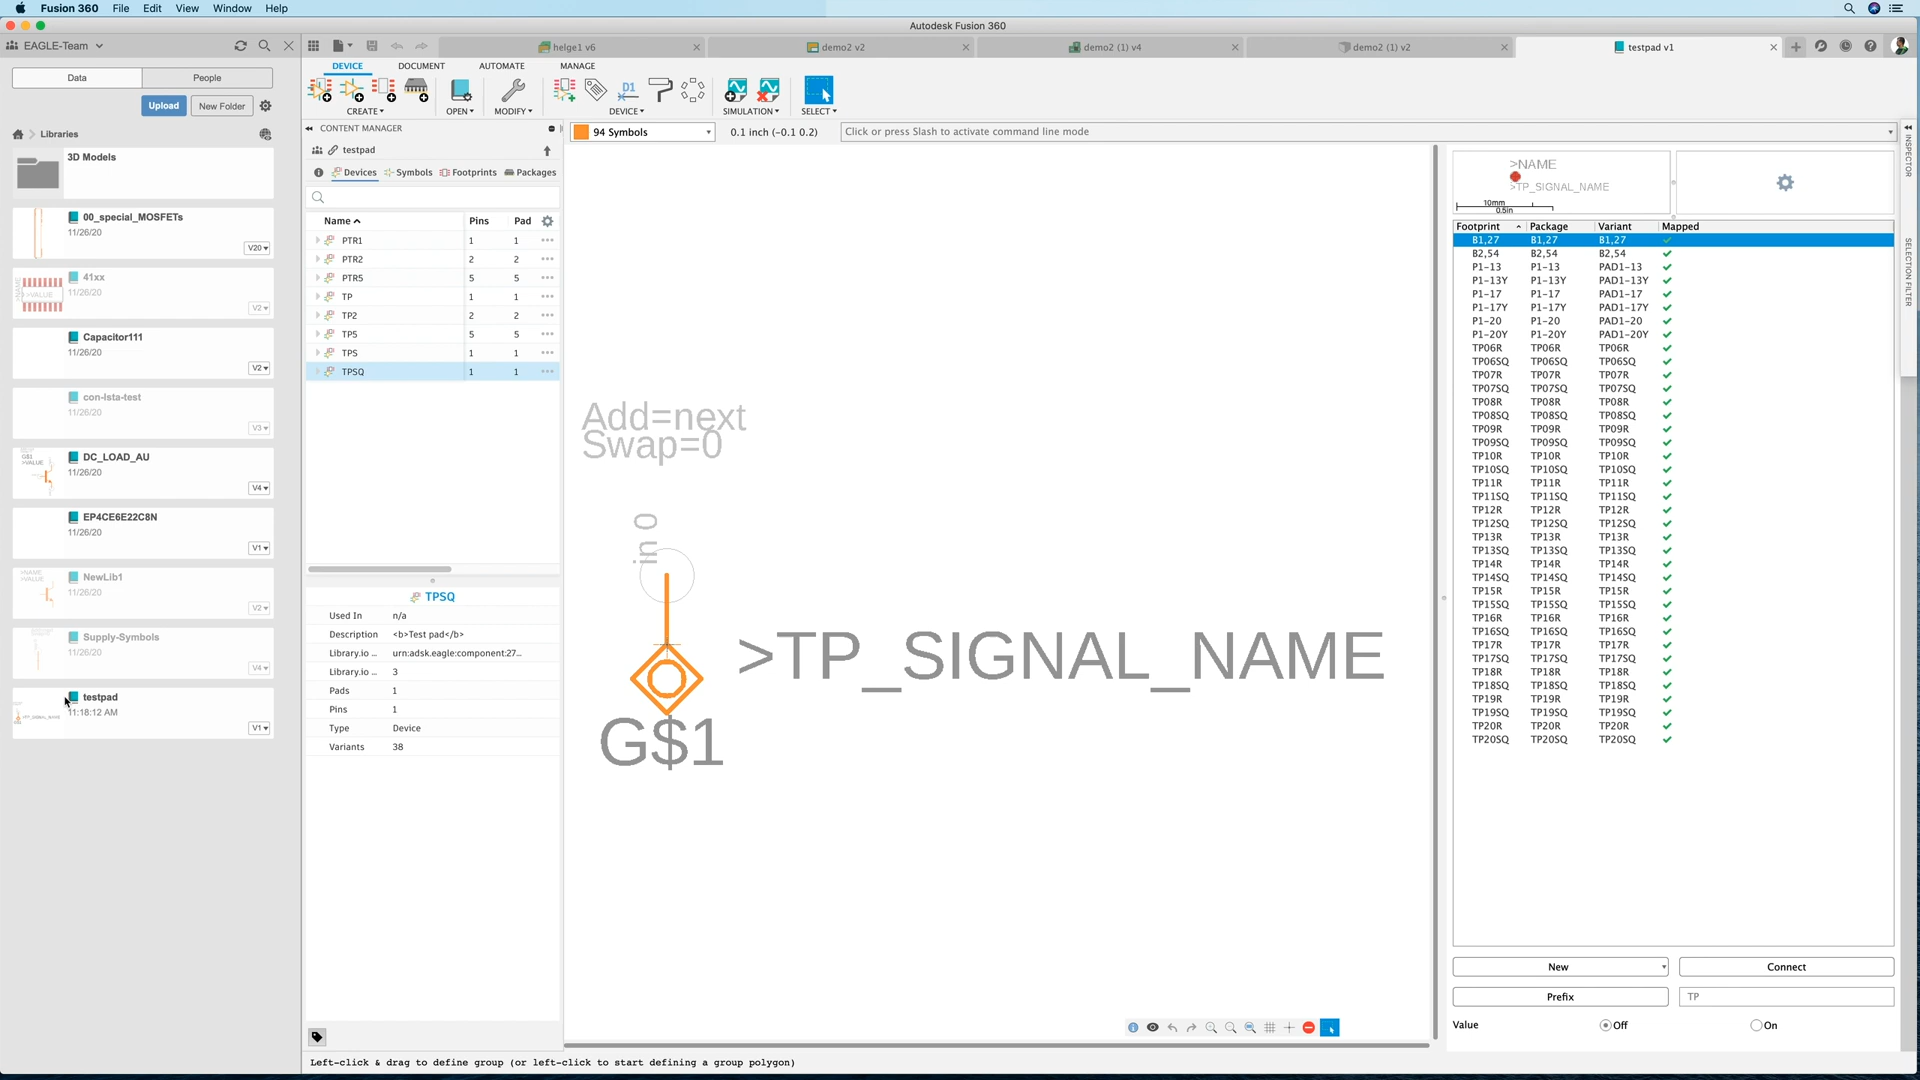 Fusion 360 File Edit View Window Help
Autodesk Fusion 360
EAGLE-Team
helge1 v6
demo2 v2
demo2 (1) v4
demo2 (1) v2
testpad v1
DEVICE DOCUMENT AUTOMATE MANAGE
Data People
Upload New Folder
CREATE OPEN MODIFY DEVICE SIMULATION SELECT
D1
Libraries
3D Models
00_special_MOSFETs
11/26/20
V20
41xx
11/26/20
V2
Capacitor111
11/26/20
V2
con-lsta-test
11/26/20
V3
DC_LOAD_AU
11/26/20
V4
EP4CE6E22C8N
11/26/20
V1
NewLib1
11/26/20
V2
Supply-Symbols
11/26/20
V4
testpad
11:18:12 AM
V1
CONTENT MANAGER
testpad
Devices Symbols Footprints Packages
Name Pins Pad
PTR1 1 1
PTR2 2 2
PTR5 5 5
TP 1 1
TP2 2 2
TP5 5 5
TPS 1 1
TPSQ 1 1
TPSQ
Used In n/a
Description <b>Test pad</b>
Library.io ... urn:adsk.eagle:component:27...
Library.io ... 3
Pads 1
Pins 1
Type Device
Variants 38
94 Symbols
0.1 inch (-0.1 0.2)
Click or press Slash to activate command line mode
Add=next
Swap=0
in 0
>TP_SIGNAL_NAME
G$1
>NAME
>TP_SIGNAL_NAME
10mm
0.5in
INSPECTOR
SELECTION FILTER
Footprint Package Variant Mapped
B1,27 B1,27 B1,27
B2,54 B2,54 B2,54
P1-13 P1-13 PAD1-13
P1-13Y P1-13Y PAD1-13Y
P1-17 P1-17 PAD1-17
P1-17Y P1-17Y PAD1-17Y
P1-20 P1-20 PAD1-20
P1-20Y P1-20Y PAD1-20Y
TP06R TP06R TP06R
TP06SQ TP06SQ TP06SQ
TP07R TP07R TP07R
TP07SQ TP07SQ TP07SQ
TP08R TP08R TP08R
TP08SQ TP08SQ TP08SQ
TP09R TP09R TP09R
TP09SQ TP09SQ TP09SQ
TP10R TP10R TP10R
TP10SQ TP10SQ TP10SQ
TP11R TP11R TP11R
TP11SQ TP11SQ TP11SQ
TP12R TP12R TP12R
TP12SQ TP12SQ TP12SQ
TP13R TP13R TP13R
TP13SQ TP13SQ TP13SQ
TP14R TP14R TP14R
TP14SQ TP14SQ TP14SQ
TP15R TP15R TP15R
TP15SQ TP15SQ TP15SQ
TP16R TP16R TP16R
TP16SQ TP16SQ TP16SQ
TP17R TP17R TP17R
TP17SQ TP17SQ TP17SQ
TP18R TP18R TP18R
TP18SQ TP18SQ TP18SQ
TP19R TP19R TP19R
TP19SQ TP19SQ TP19SQ
TP20R TP20R TP20R
TP20SQ TP20SQ TP20SQ
New Connect
Prefix TP
Value Off On
Left-click & drag to define group (or left-click to start defining a group polygon)